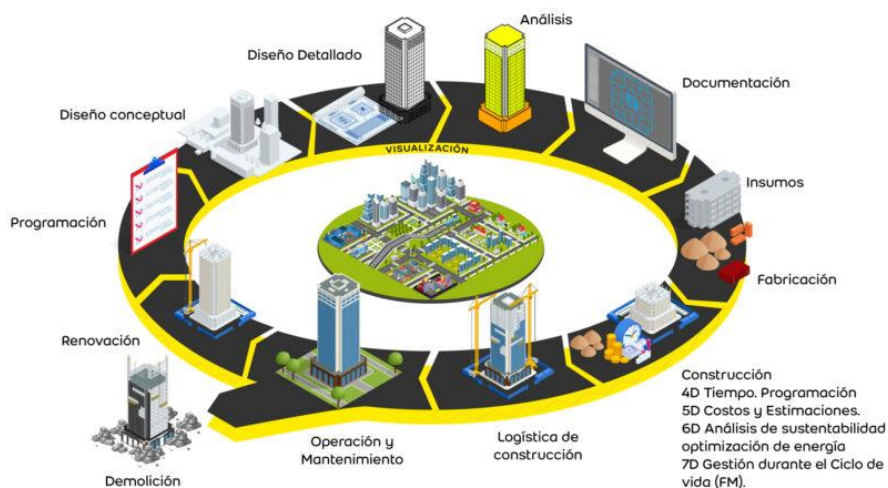 Análisis
Diseño Detallado
Documentación
Diseño conceptual
VISUALIZACIÓN
Insumos
Programación
Fabricación
Renovación
Construcción
4D Tiempo. Programación
5D Costos y Estimaciones.
6D Análisis de sustentabilidad
optimización de energía
7D Gestión durante el Ciclo de
vida (FM).
Logística de
construcción
Operación y
Mantenimiento
Demolición